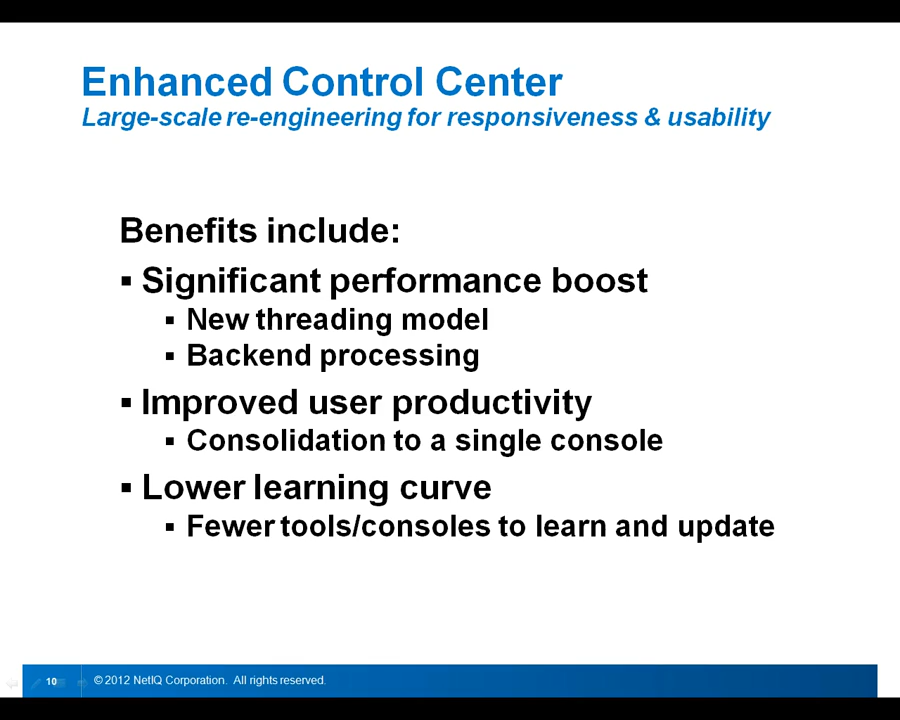 Enhanced Control Center
Large-scale re-engineering for responsiveness & usability
Benefits include:
▪ Significant performance boost
▪ New threading model
▪ Backend processing
▪ Improved user productivity
▪ Consolidation to a single console
▪ Lower learning curve
▪ Fewer tools/consoles to learn and update
10 © 2012 NetIQ Corporation. All rights reserved.